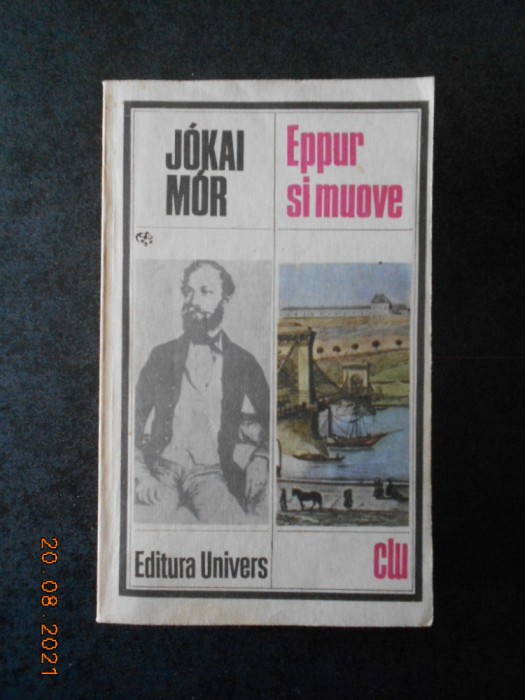 JÓKAI
MÓR
Eppur
si muove
Editura Univers
clu
20.08.2021